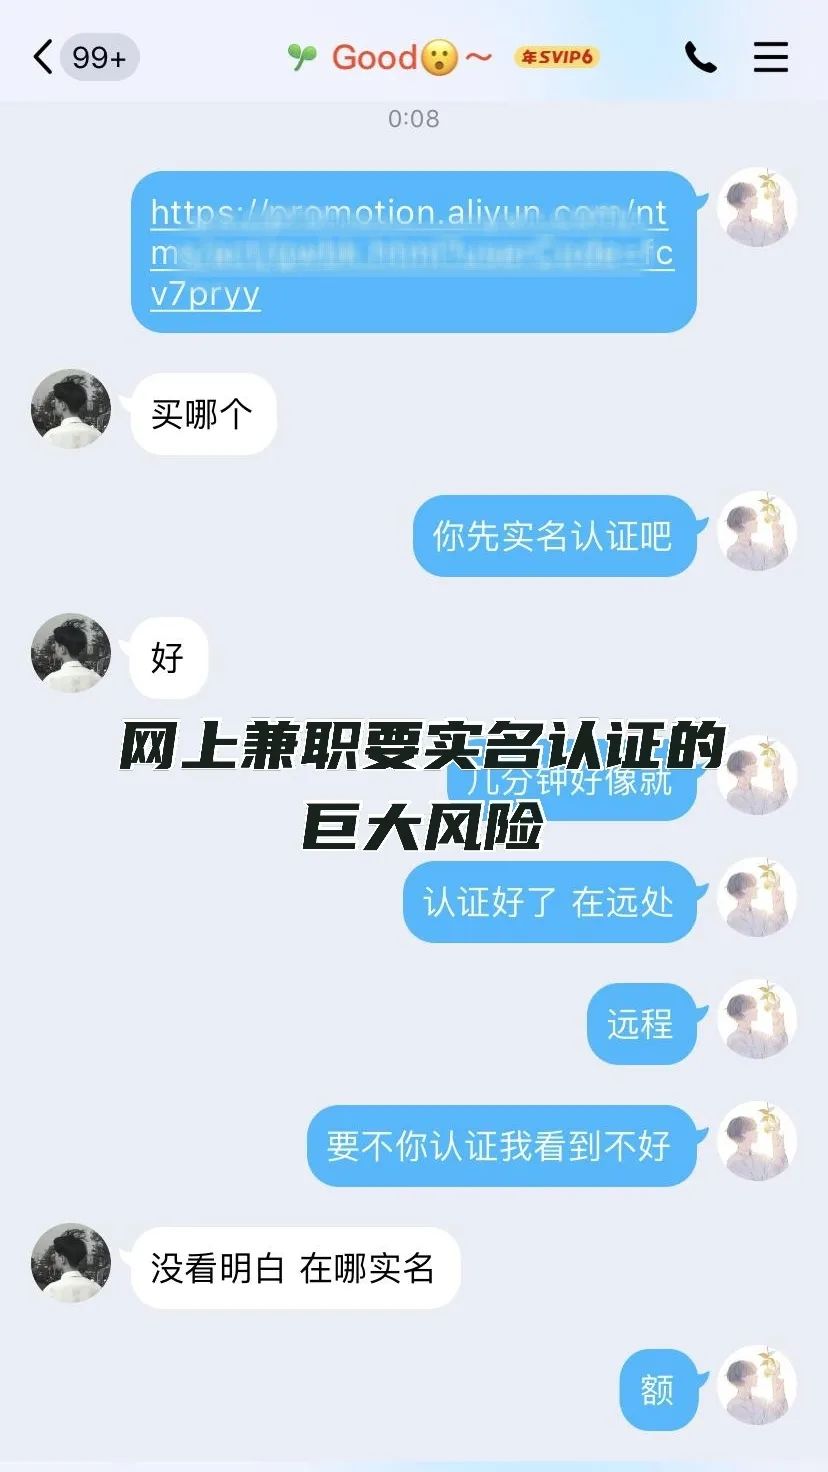 99+
Good～
年SVIP6
0:08
https://promotion.aliyun.com/nt
fc
v7pryy
买哪个
你先实名认证吧
好
网上兼职要实名认证的
几分钟好像就
巨大风险
认证好了 在远处
远程
要不你认证我看到不好
没看明白 在哪实名
额